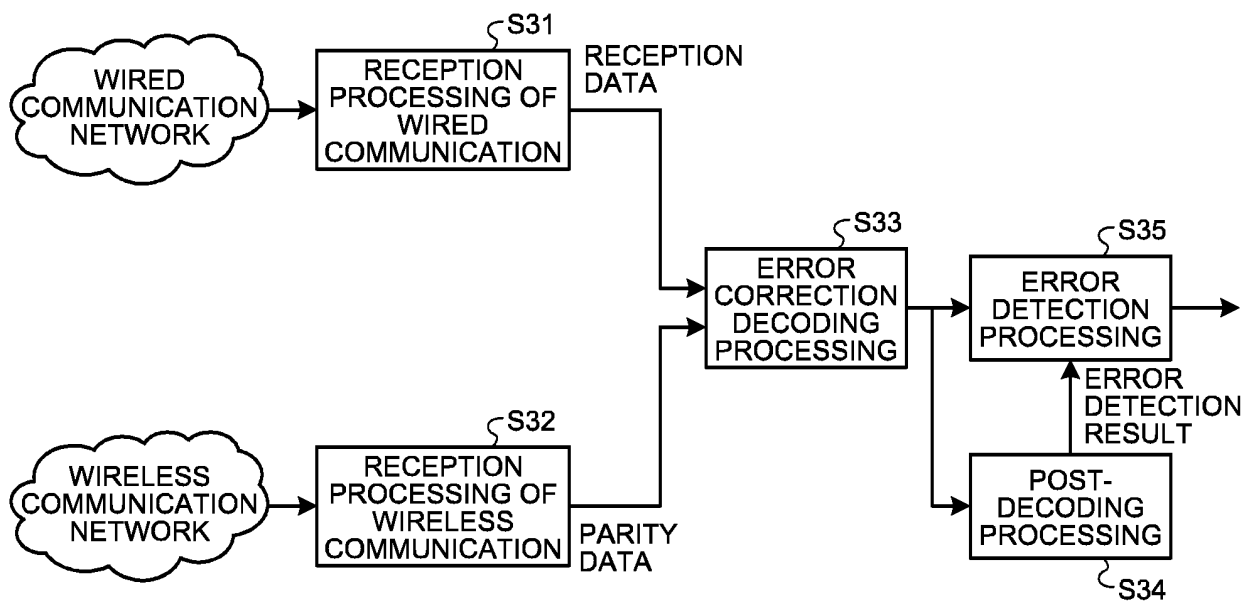 S31
WIRED
COMMUNICATION
NETWORK
RECEPTION
PROCESSING OF
WIRED
COMMUNICATION
RECEPTION
DATA
S33
ERROR
CORRECTION
DECODING
PROCESSING
S35
ERROR
DETECTION
PROCESSING
ERROR
DETECTION
RESULT
S32
WIRELESS
COMMUNICATION
NETWORK
RECEPTION
PROCESSING OF
WIRELESS
COMMUNICATION
PARITY
DATA
POST-
DECODING
PROCESSING
S34